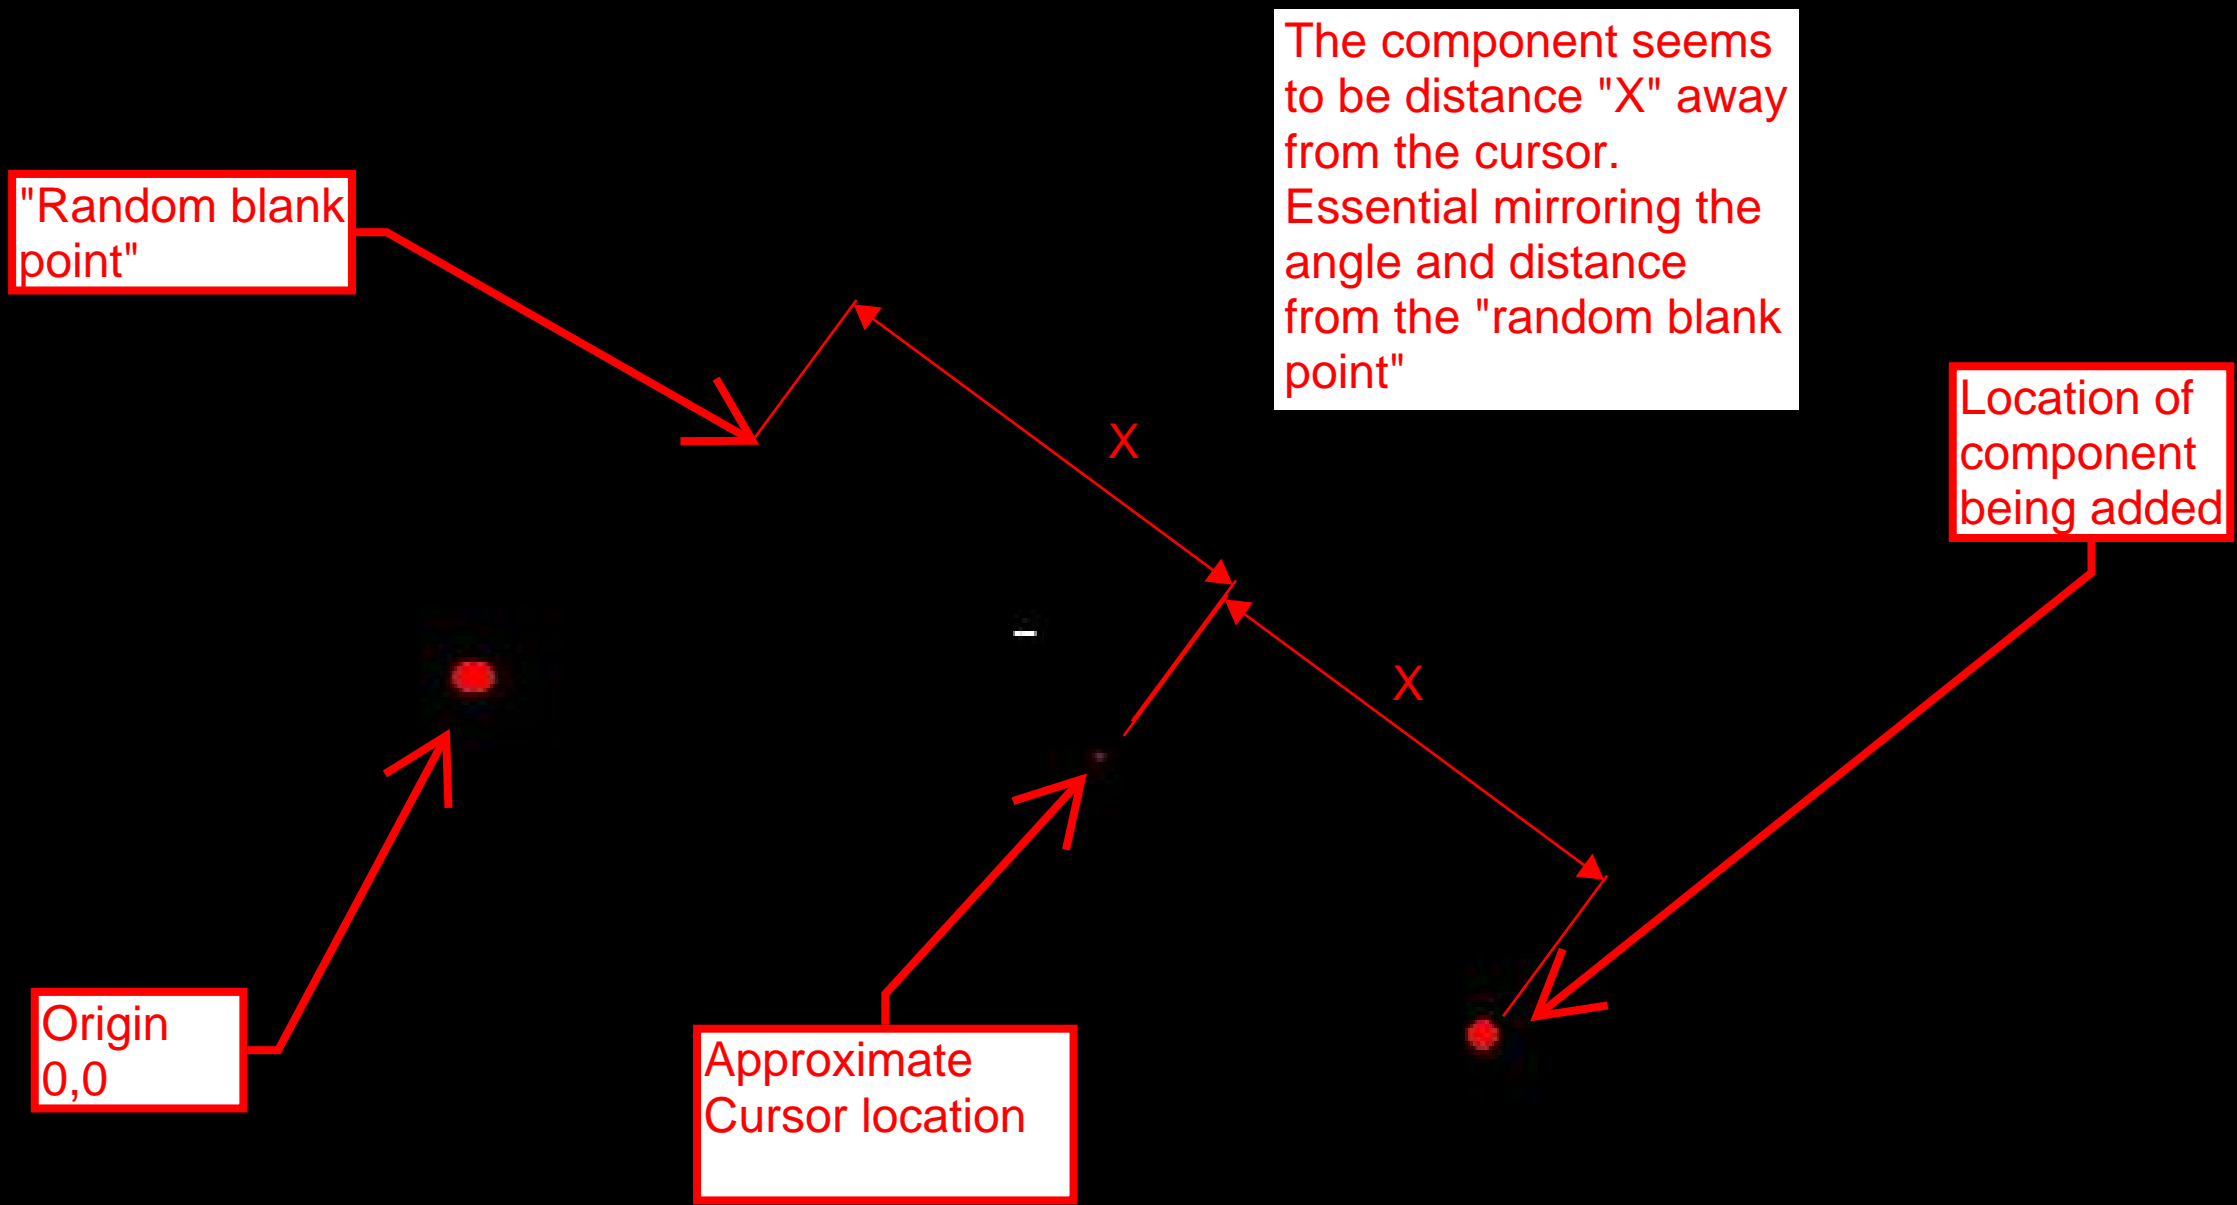 The component seems
to be distance "X" away
from the cursor.
Essential mirroring the
angle and distance
from the "random blank
point"
"Random blank
point"
Location of
component
being added
X
X
Origin
0,0
Approximate
Cursor location